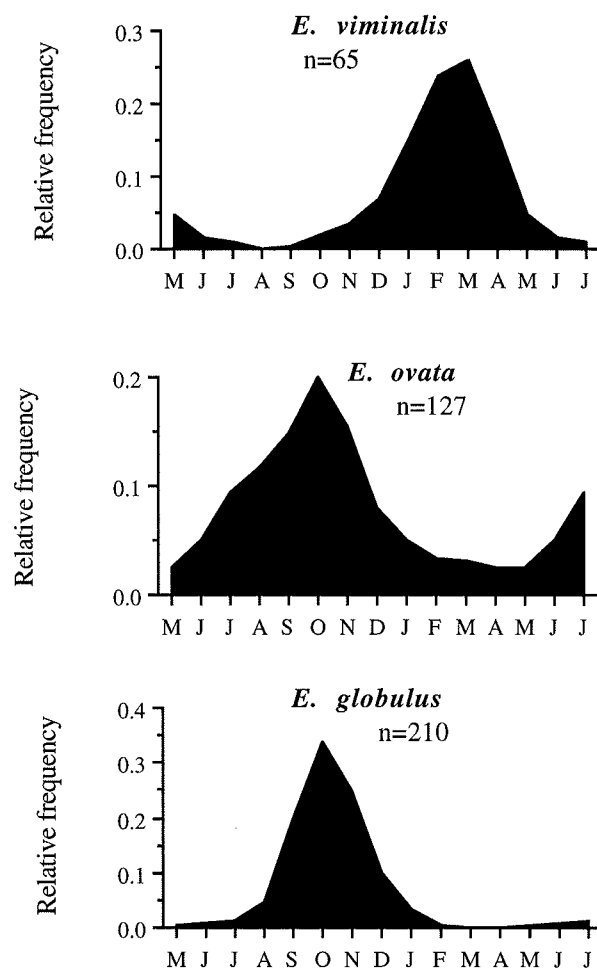 E. viminalis
n=65
Relative frequency
0.3
0.2
0.1
0.0
M J J A S O N D J F M A M J J
E. ovata
n=127
Relative frequency
0.2
0.1
0.0
M J J A S O N D J F M A M J J
E. globulus
n=210
Relative frequency
0.4
0.3
0.2
0.1
0.0
M J J A S O N D J F M A M J J